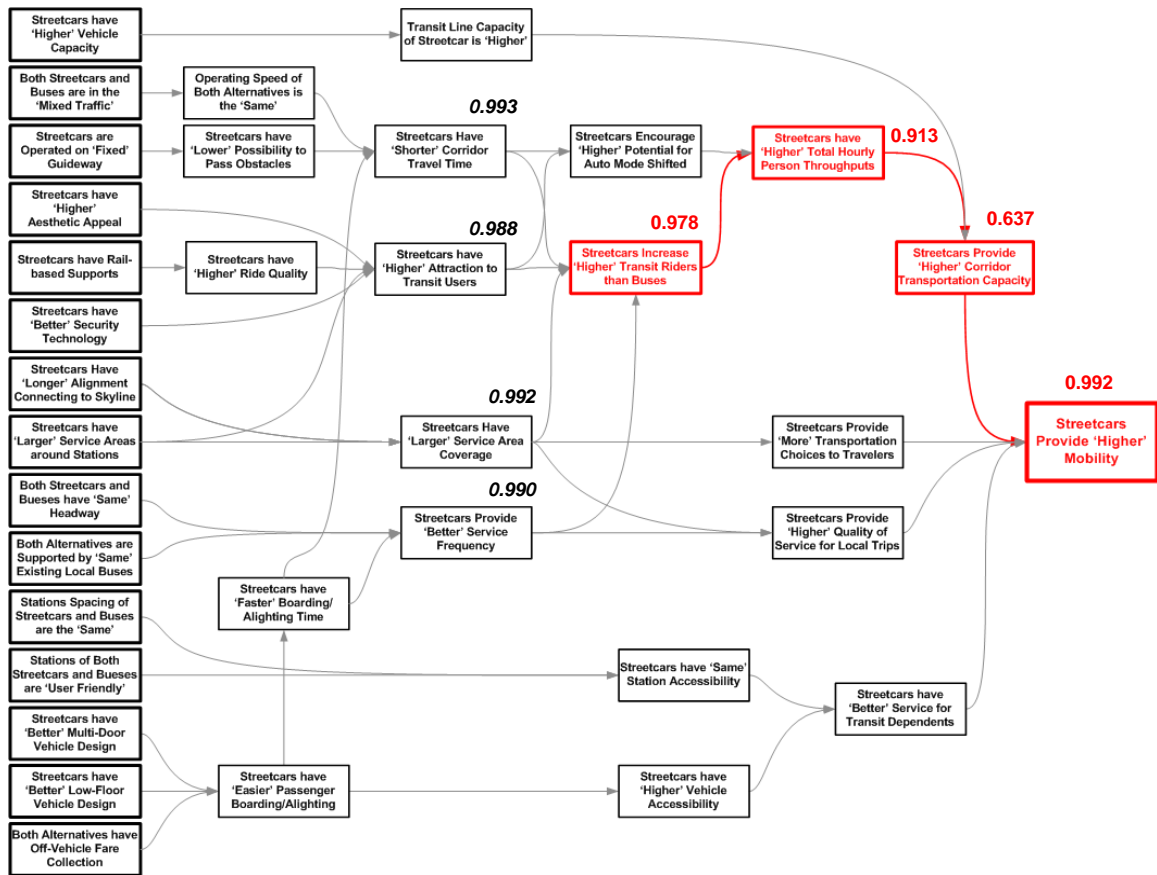 Streetcars have
‘Higher’ Vehicle
Capacity
Transit Line Capacity
of Streetcar is ‘Higher’
Both Streetcars and
Buses are in the
‘Mixed Traffic’
Operating Speed of
Both Alternatives is
the ‘Same’
0.993
Streetcars are
Operated on ‘Fixed’
Guideway
Streetcars have
‘Lower’ Possibility to
Pass Obstacles
Streetcars Have
‘Shorter’ Corridor
Travel Time
Streetcars Encourage
‘Higher’ Potential for
Auto Mode Shifted
Streetcars have
‘Higher’ Total Hourly
Person Throughputs
0.913
Streetcars have
‘Higher’
Aesthetic Appeal
0.988
0.978
0.637
Streetcars have Rail-
based Supports
Streetcars have
‘Higher’ Ride Quality
Streetcars have
‘Higher’ Attraction to
Transit Users
Streetcars Increase
‘Higher’ Transit Riders
than Buses
Streetcars Provide
‘Higher’ Corridor
Transportation Capacity
Streetcars have
‘Better’ Security
Technology
Streetcars Have
‘Longer’ Alignment
Connecting to Skyline
0.992
0.992
Streetcars have
‘Larger’ Service Areas
around Stations
Streetcars Have
‘Larger’ Service Area
Coverage
Streetcars Provide
‘More’ Transportation
Choices to Travelers
Streetcars
Provide ‘Higher’
Mobility
Both Streetcars and
Bueses have ‘Same’
Headway
0.990
Streetcars Provide
‘Better’ Service
Frequency
Streetcars Provide
‘Higher’ Quality of
Service for Local Trips
Both Alternatives are
Supported by ‘Same’
Existing Local Buses
Streetcars have
‘Faster’ Boarding/
Alighting Time
Stations Spacing of
Streetcars and Buses
are the ‘Same’
Stations of Both
Streetcars and Bueses
are ‘User Friendly’
Streetcars have ‘Same’
Station Accessibility
Streetcars have
‘Better’ Service for
Transit Dependents
Streetcars have
‘Better’ Multi-Door
Vehicle Design
Streetcars have
‘Better’ Low-Floor
Vehicle Design
Streetcars have
‘Easier’ Passenger
Boarding/Alighting
Streetcars have
‘Higher’ Vehicle
Accessibility
Both Alternatives have
Off-Vehicle Fare
Collection